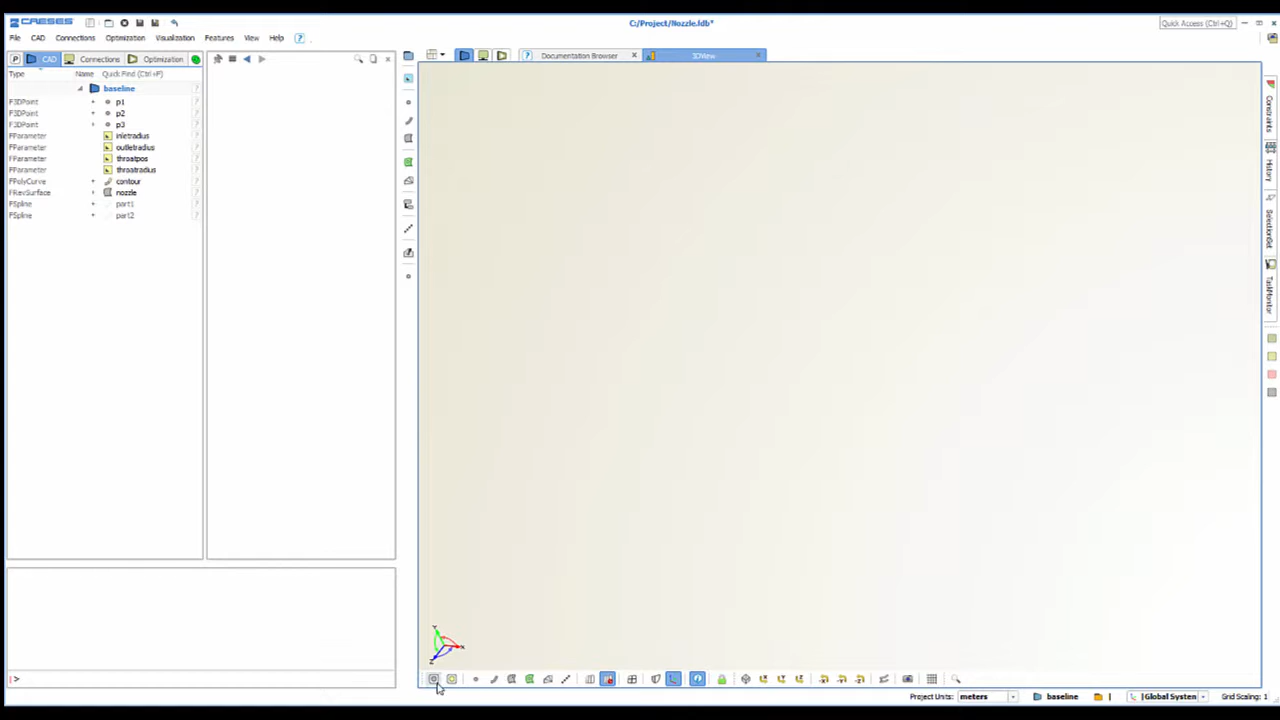 CAESES
C:/Project/Nozzle.fdb*
Quick Access (Ctrl+Q)
File CAD Connections Optimization Visualization Features View Help
CAD Connections Optimization
Documentation Browser 3DView
Type Name Quick Find (Ctrl+F)
baseline
F3DPoint p1
F3DPoint p2
F3DPoint p3
FParameter inletradius
FParameter outletradius
FParameter throatpos
FParameter throatradius
FPolyCurve contour
FRevSurface nozzle
FSpline part1
FSpline part2
Constraints
History
SelectionSet
TaskMonitor
Y
X
Z
>
Project Units: meters baseline [Global System Grid Scaling: 1